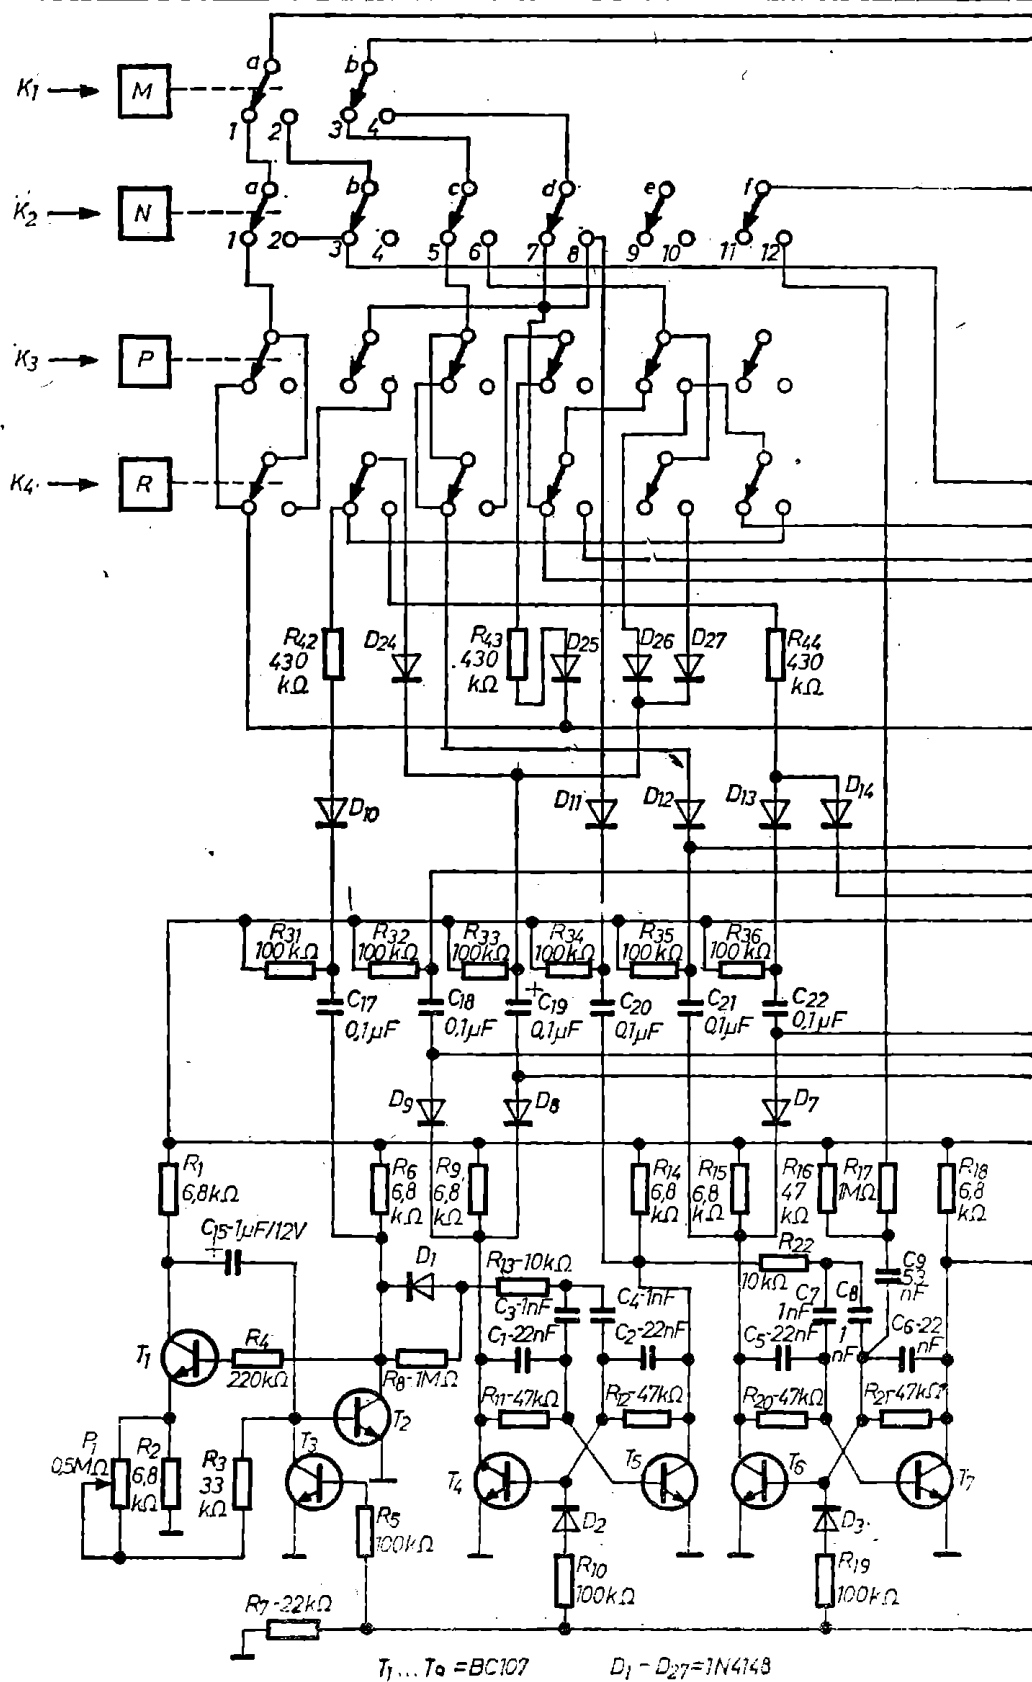 a b
K1 M
1 2 3 4
a b c d e f
K2 N
1 2 3 4 5 6 7 8 9 10 11 12
K3 P
K4 R
R42 430 kΩ
D24
R43 430 kΩ
D25
D26
D27
R44 430 kΩ
D10
D11
D12
D13
D14
R31 100kΩ
R32 100kΩ
R33 100kΩ
R34 100kΩ
R35 100kΩ
R36 100kΩ
C17 0,1µF
C18 0,1µF
+ C19 0,1µF
C20 0,1µF
C21 0,1µF
C22 0,1µF
D9
D8
D7
R1 6,8kΩ
R6 6,8 kΩ
R9 6,8 kΩ
R14 6,8 kΩ
R15 6,8 kΩ
R16 47 kΩ
R17 1MΩ
R18 6,8 kΩ
C15-1µF/12V
+
D1
R13-10kΩ
R22 10kΩ
C9 53 nF
C3-1nF
C4-1nF
C7 1nF
C8 1 nF
C1-22nF
C2-22nF
C5-22nF
C6-22 nF
T1
R4 220kΩ
R8-1MΩ
R11-47kΩ
R12-47kΩ
R20-47kΩ
R21-47kΩ
T2
P1 0,5MΩ
R2 6,8 kΩ
R3 33 kΩ
T3
T4
T5
T6
T7
R5 100kΩ
D2
D3
R10 100kΩ
R19 100kΩ
R7-22kΩ
T1...T9=BC107 D1-D27=1N4148